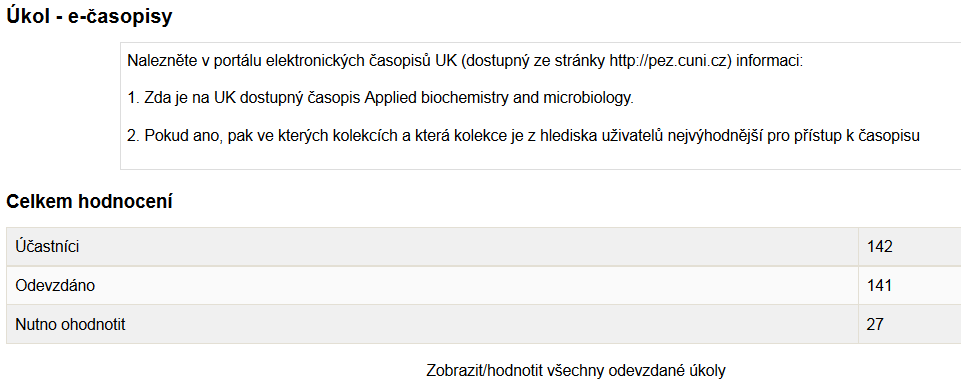 Úkol - e-časopisy
Nalezněte v portálu elektronických časopisů UK (dostupný ze stránky http://pez.cuni.cz) informaci:
1. Zda je na UK dostupný časopis Applied biochemistry and microbiology.
2. Pokud ano, pak ve kterých kolekcích a která kolekce je z hlediska uživatelů nejvýhodnější pro přístup k časopisu
Celkem hodnocení
Účastníci 142
Odevzdáno 141
Nutno ohodnotit 27
Zobrazit/hodnotit všechny odevzdané úkoly